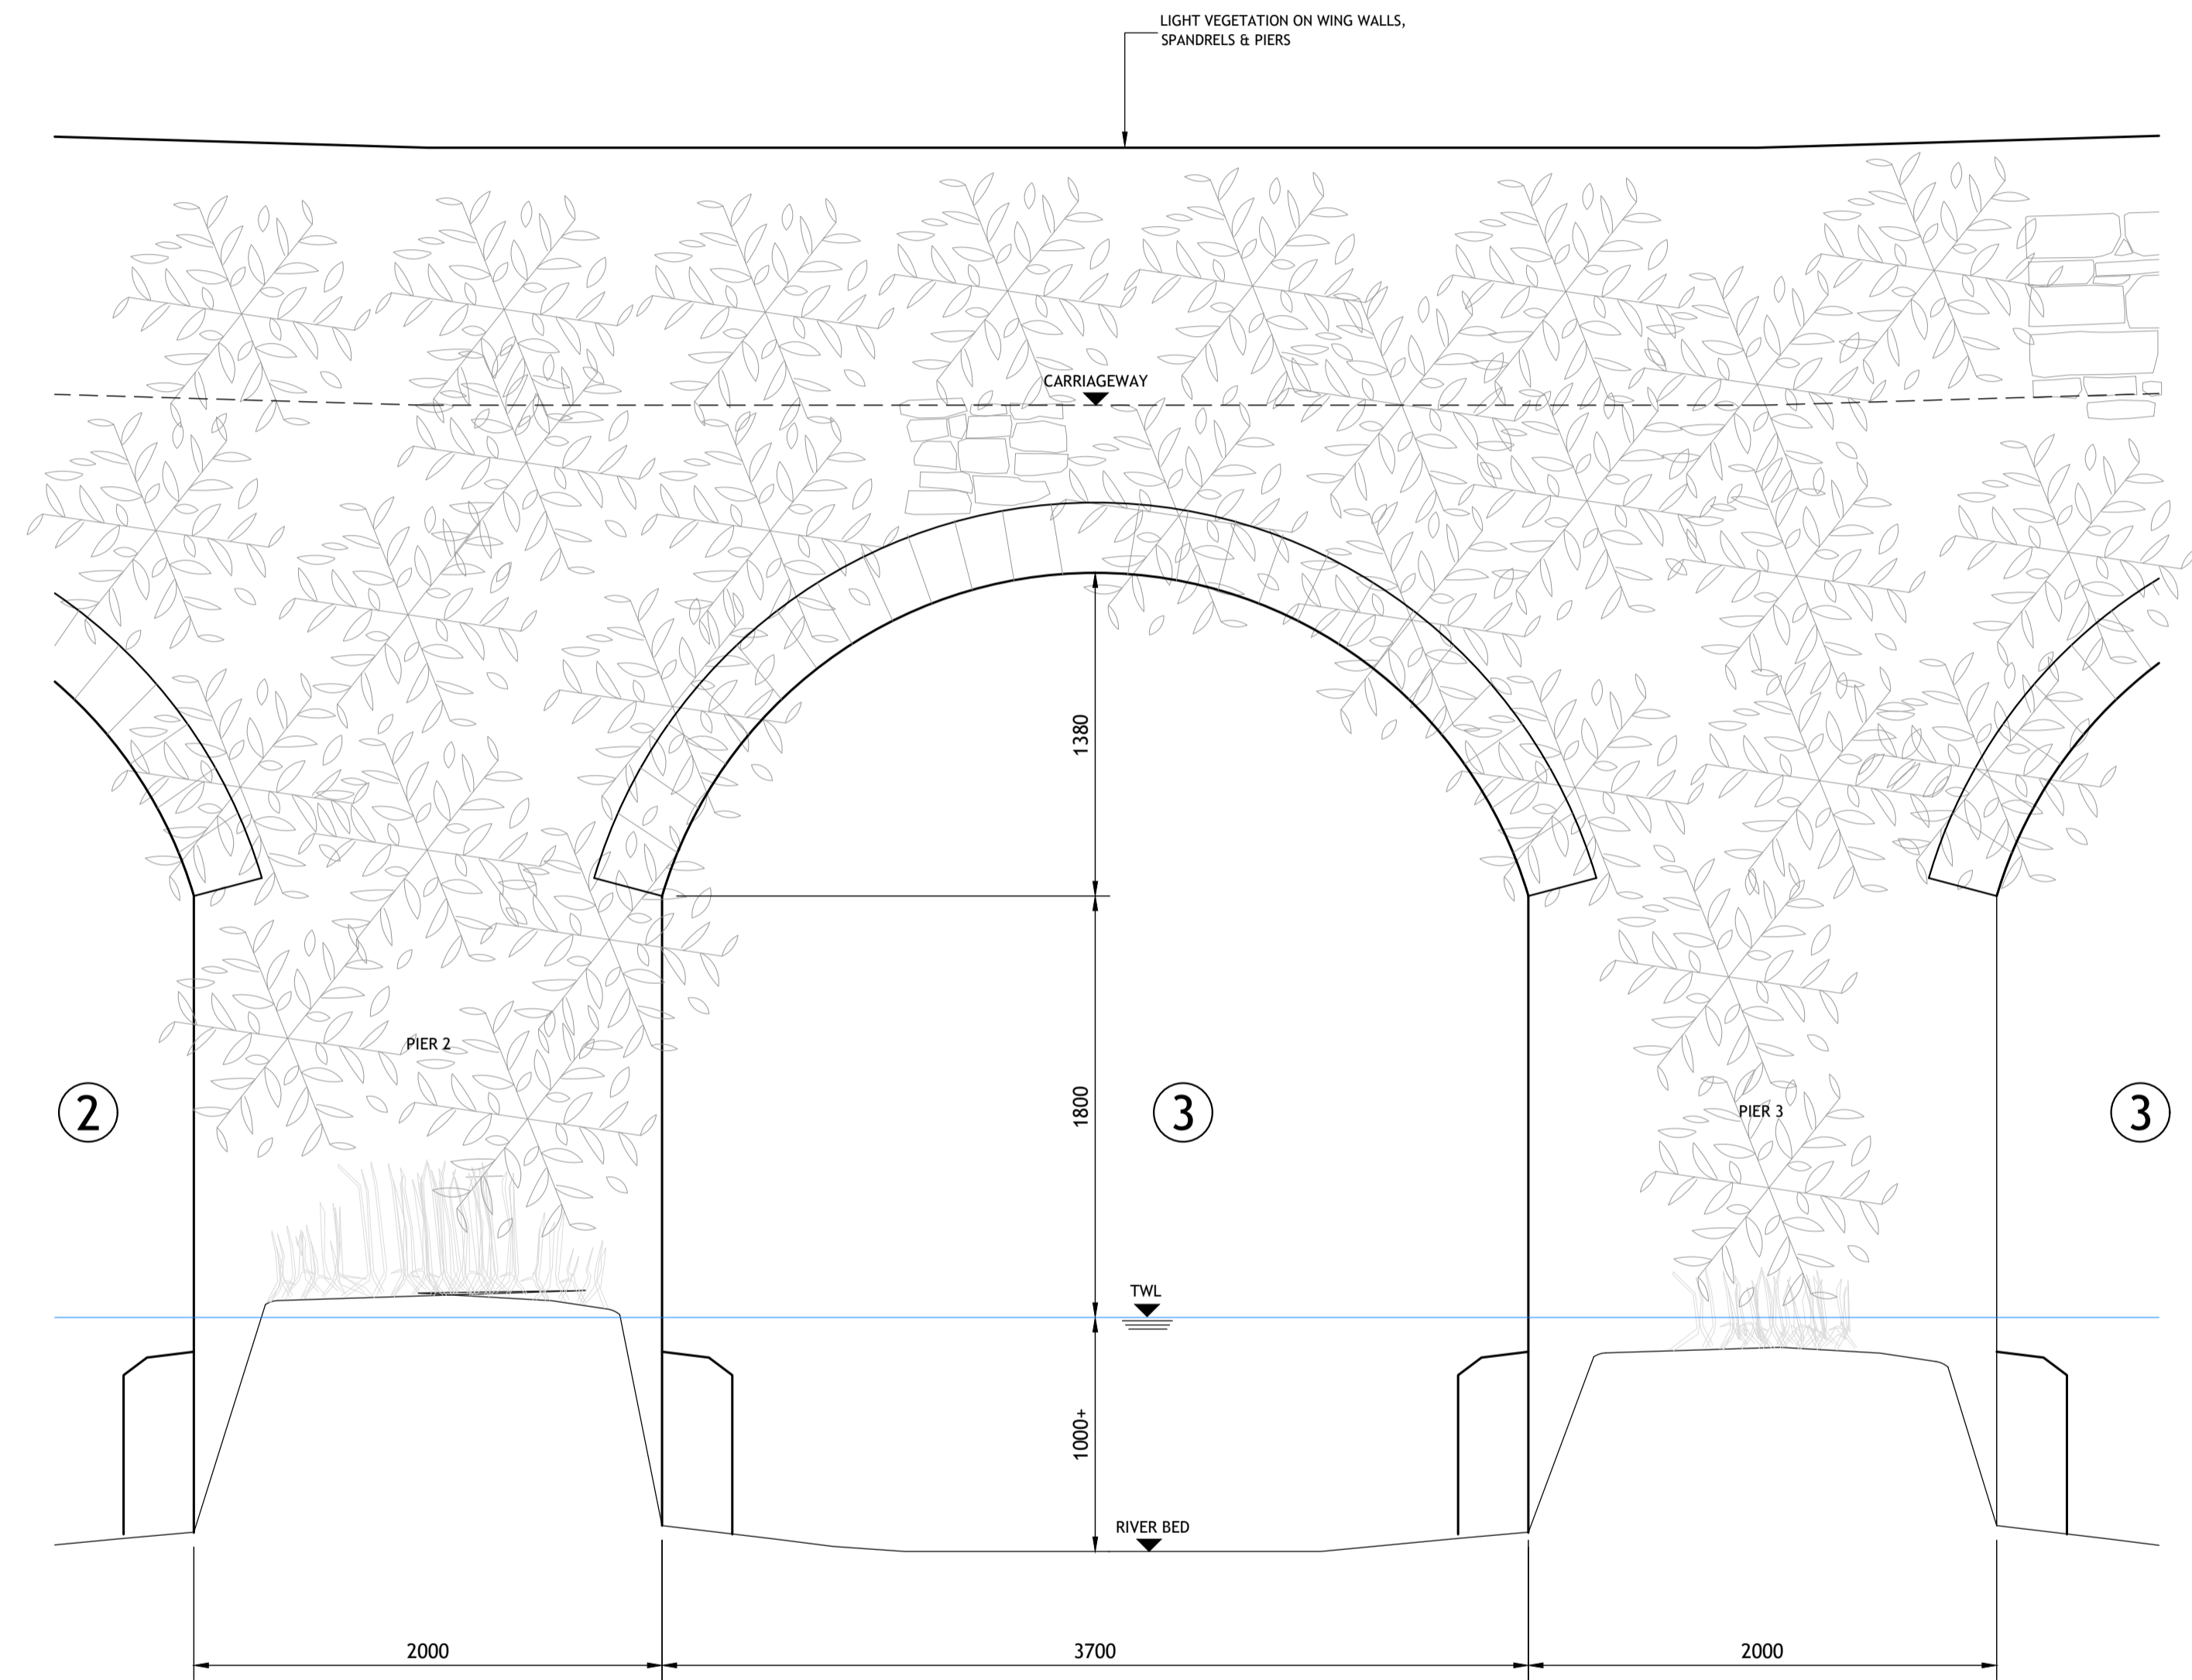 LIGHT VEGETATION ON WING WALLS,
SPANDRELS & PIERS
CARRIAGEWAY
1380
PIER 2
2
1800
3
PIER 3
3
TWL
1000+
RIVER BED
2000
3700
2000